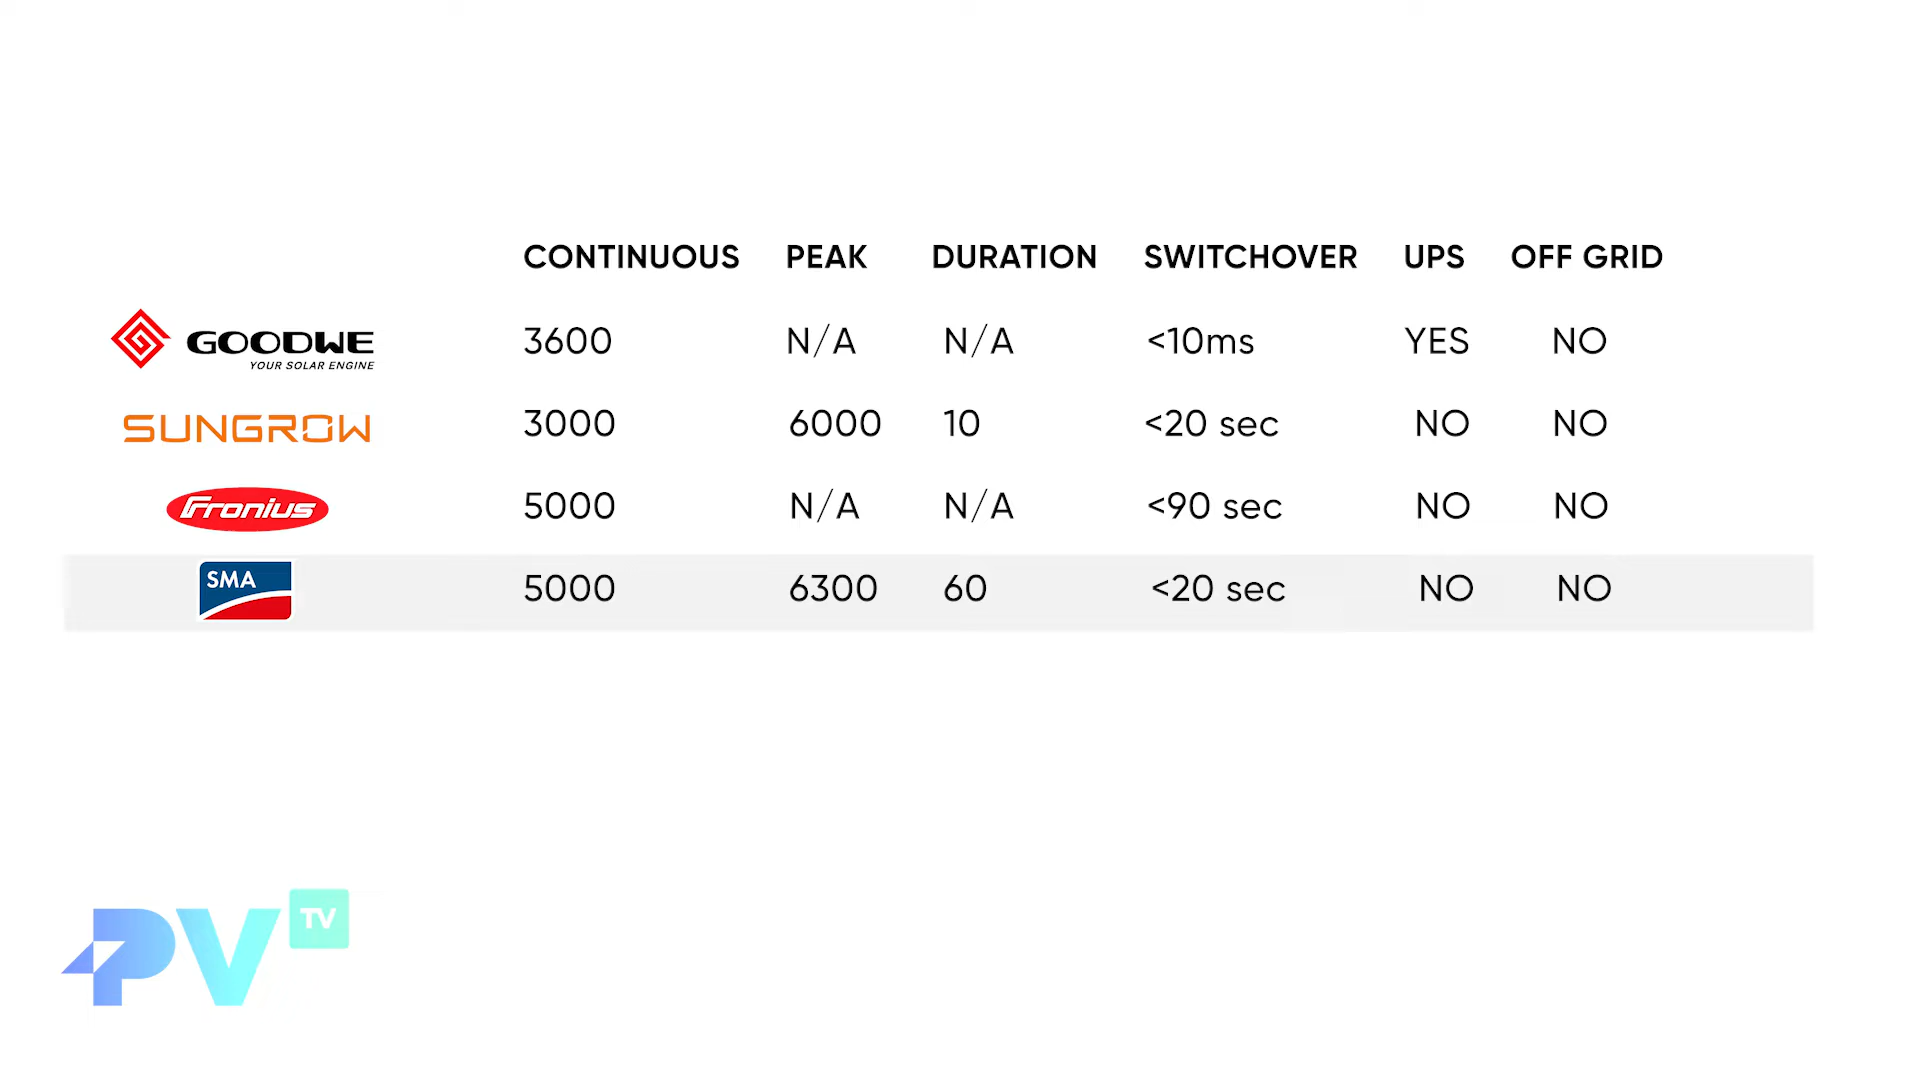 CONTINUOUS PEAK DURATION SWITCHOVER UPS OFF GRID
GOODWE 3600 N/A N/A <10ms YES NO
YOUR SOLAR ENGINE
SUNGROW 3000 6000 10 <20 sec NO NO
Fronius 5000 N/A N/A <90 sec NO NO
SMA 5000 6300 60 <20 sec NO NO
PV TV